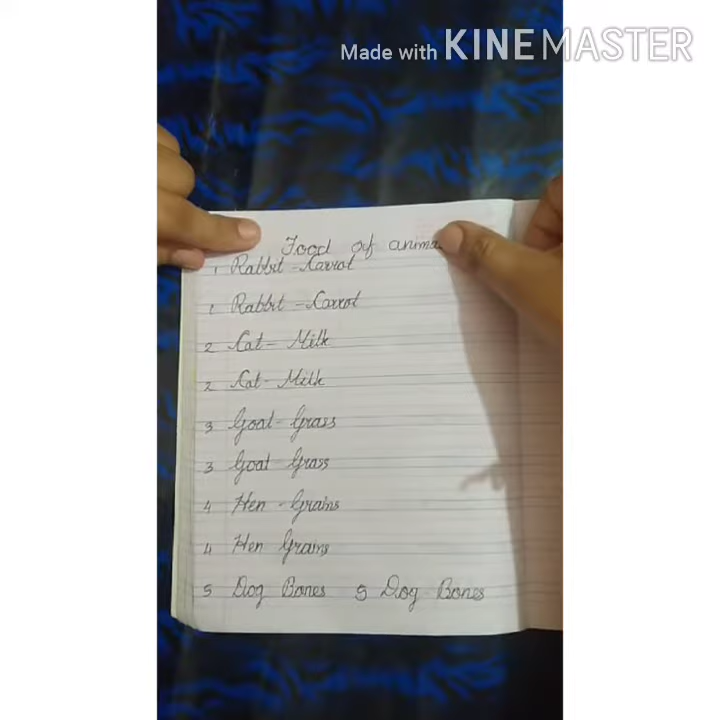 Made with KINEMASTER
Food of anima
1 Rabbit - Carrot
1 Rabbit - Carrot
2 Cat - Milk
2 Cat - Milk
3 Goat - Grass
3 Goat - Grass
4 Hen - Grains
4 Hen Grains
5 Dog Bones 5 Dog Bones